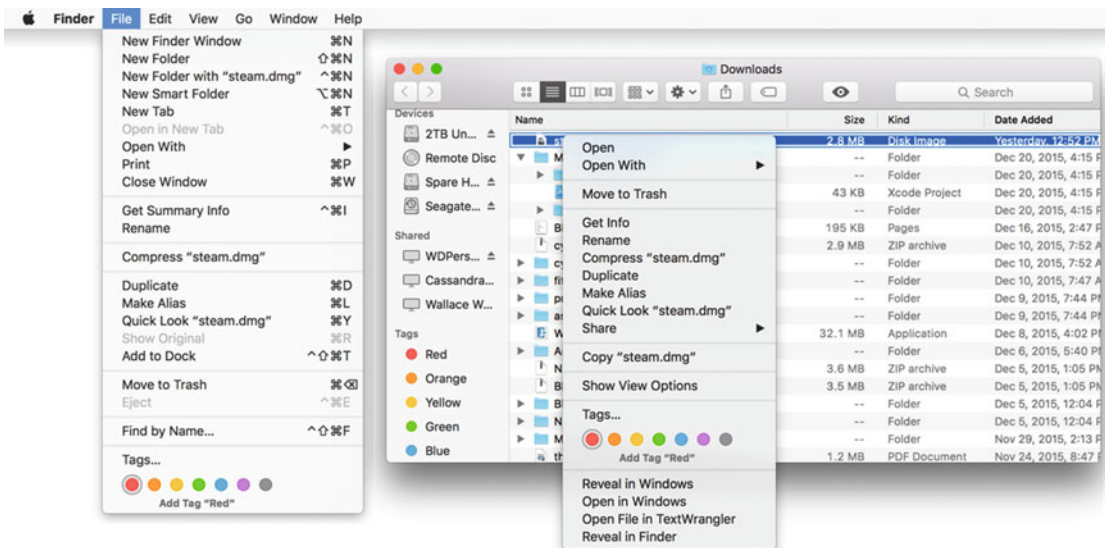 Finder File Edit View Go Window Help
New Finder Window ⌘N
New Folder ⇧⌘N
New Folder with “steam.dmg” ^⌘N
New Smart Folder ⌥⌘N
New Tab ⌘T
Open in New Tab ^⌘O
Open With ▶
Print ⌘P
Close Window ⌘W
Get Summary Info ^⌘I
Rename
Compress “steam.dmg”
Duplicate ⌘D
Make Alias ⌘L
Quick Look “steam.dmg” ⌘Y
Show Original ⌘R
Add to Dock ^⇧⌘T
Move to Trash ⌘⌫
Eject ^⌘E
Find by Name... ^⇧⌘F
Tags...
Add Tag “Red”
Downloads
Search
Devices
2TB Un...
Remote Disc
Spare H...
Seagate...
Shared
WDPers...
Cassandra...
Wallace W...
Tags
Red
Orange
Yellow
Green
Blue
Name Size Kind Date Added
2.8 MB Disk Image Yesterday, 12:52 PM
M -- Folder Dec 20, 2015, 4:15 P
-- Folder Dec 20, 2015, 4:15 P
43 KB Xcode Project Dec 20, 2015, 4:15 P
-- Folder Dec 20, 2015, 4:15 P
Bl 195 KB Pages Dec 16, 2015, 2:47 P
cy 2.9 MB ZIP archive Dec 10, 2015, 7:52 A
cy -- Folder Dec 10, 2015, 7:52 A
fi -- Folder Dec 10, 2015, 7:47 A
p -- Folder Dec 9, 2015, 7:44 PM
as -- Folder Dec 9, 2015, 7:44 PM
W 32.1 MB Application Dec 8, 2015, 4:02 PM
A -- Folder Dec 6, 2015, 5:40 PM
N 3.6 MB ZIP archive Dec 5, 2015, 1:05 PM
Bl 3.5 MB ZIP archive Dec 5, 2015, 1:05 PM
B -- Folder Dec 5, 2015, 12:04 P
N -- Folder Dec 5, 2015, 12:04 P
M -- Folder Nov 29, 2015, 2:13 P
th 1.2 MB PDF Document Nov 24, 2015, 8:47 P
Open
Open With ▶
Move to Trash
Get Info
Rename
Compress “steam.dmg”
Duplicate
Make Alias
Quick Look “steam.dmg”
Share ▶
Copy “steam.dmg”
Show View Options
Tags...
Add Tag “Red”
Reveal in Windows
Open in Windows
Open File in TextWrangler
Reveal in Finder